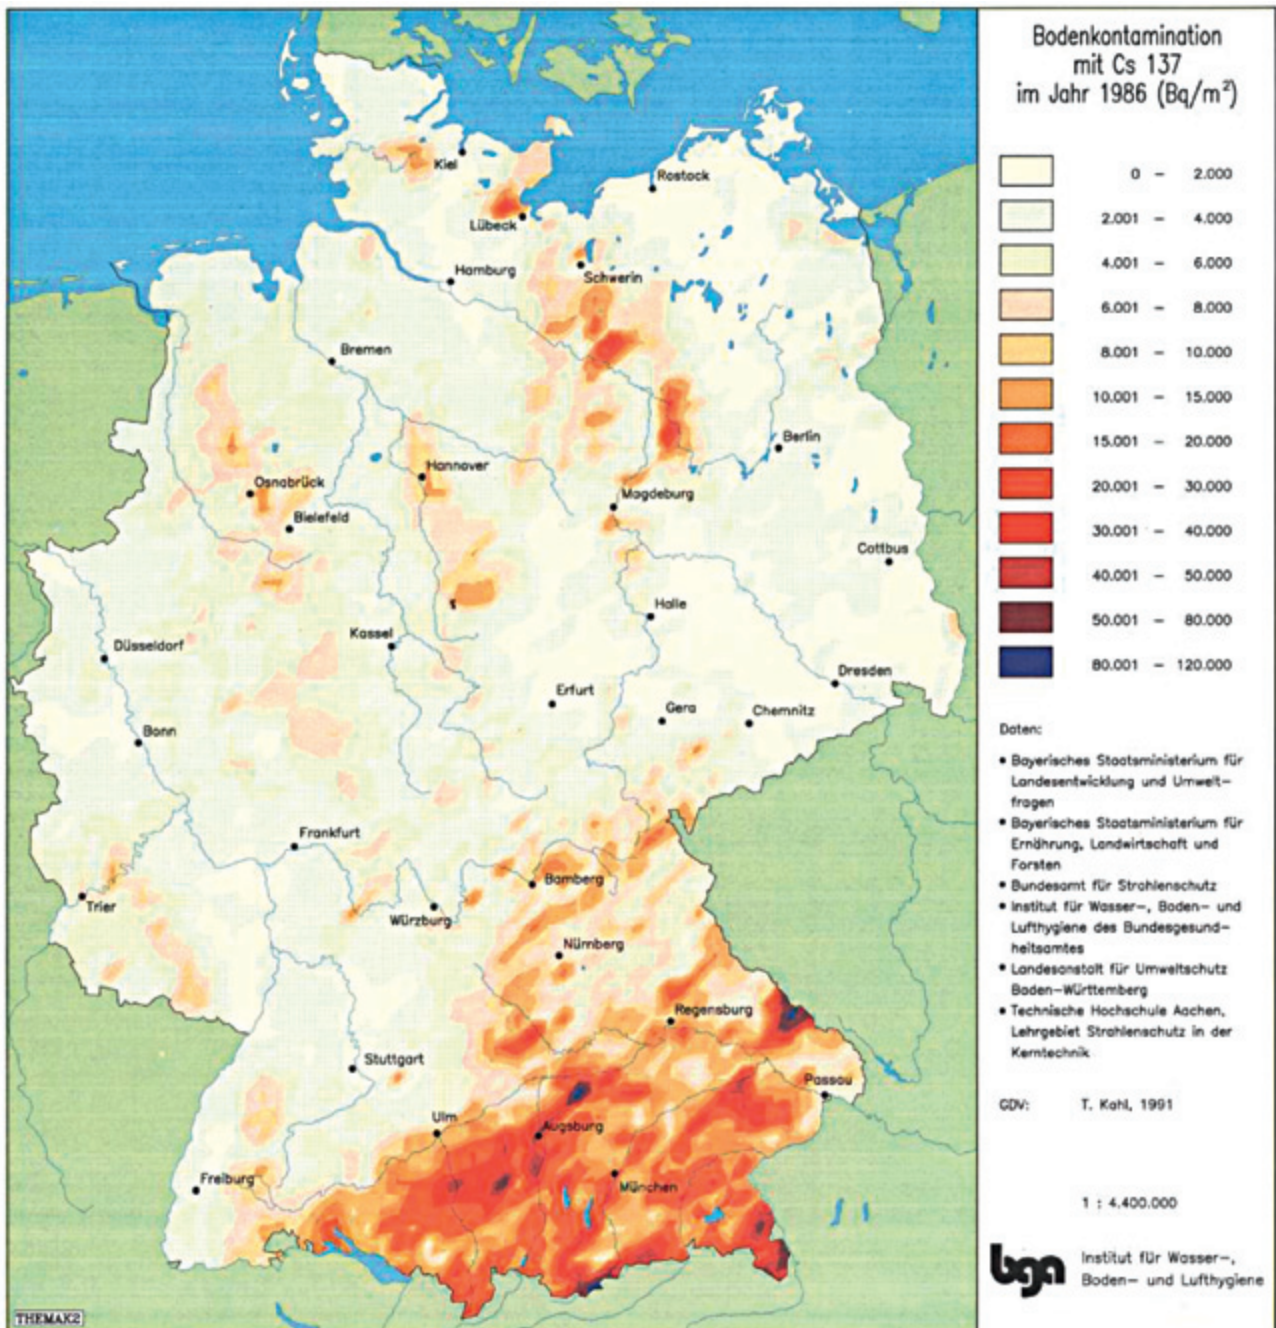 Bodenkontamination
mit Cs 137
im Jahr 1986 (Bq/m²)
0 – 2.000
2.001 – 4.000
4.001 – 6.000
6.001 – 8.000
8.001 – 10.000
10.001 – 15.000
15.001 – 20.000
20.001 – 30.000
30.001 – 40.000
40.001 – 50.000
50.001 – 80.000
80.001 – 120.000
Daten:
• Bayerisches Staatsministerium für
Landesentwicklung und Umwelt–
fragen
• Bayerisches Staatsministerium für
Ernährung, Landwirtschaft und
Forsten
• Bundesamt für Strahlenschutz
• Institut für Wasser–, Boden– und
Lufthygiene des Bundesgesund–
heitsamtes
• Landesanstalt für Umweltschutz
Baden–Württemberg
• Technische Hochschule Aachen,
Lehrgebiet Strahlenschutz in der
Kerntechnik
GDV: T. Kahl, 1991
1 : 4.400.000
bga
Institut für Wasser–,
Boden– und Lufthygiene
Kiel
Rostock
Lübeck
Schwerin
Hamburg
Bremen
Berlin
Hannover
Osnabrück
Magdeburg
Bielefeld
Cottbus
Halle
Kassel
Düsseldorf
Dresden
Erfurt
Gera
Chemnitz
Bonn
Frankfurt
Bamberg
Trier
Würzburg
Nürnberg
Regensburg
Stuttgart
Passau
Ulm
Augsburg
Freiburg
München
THEMAK2